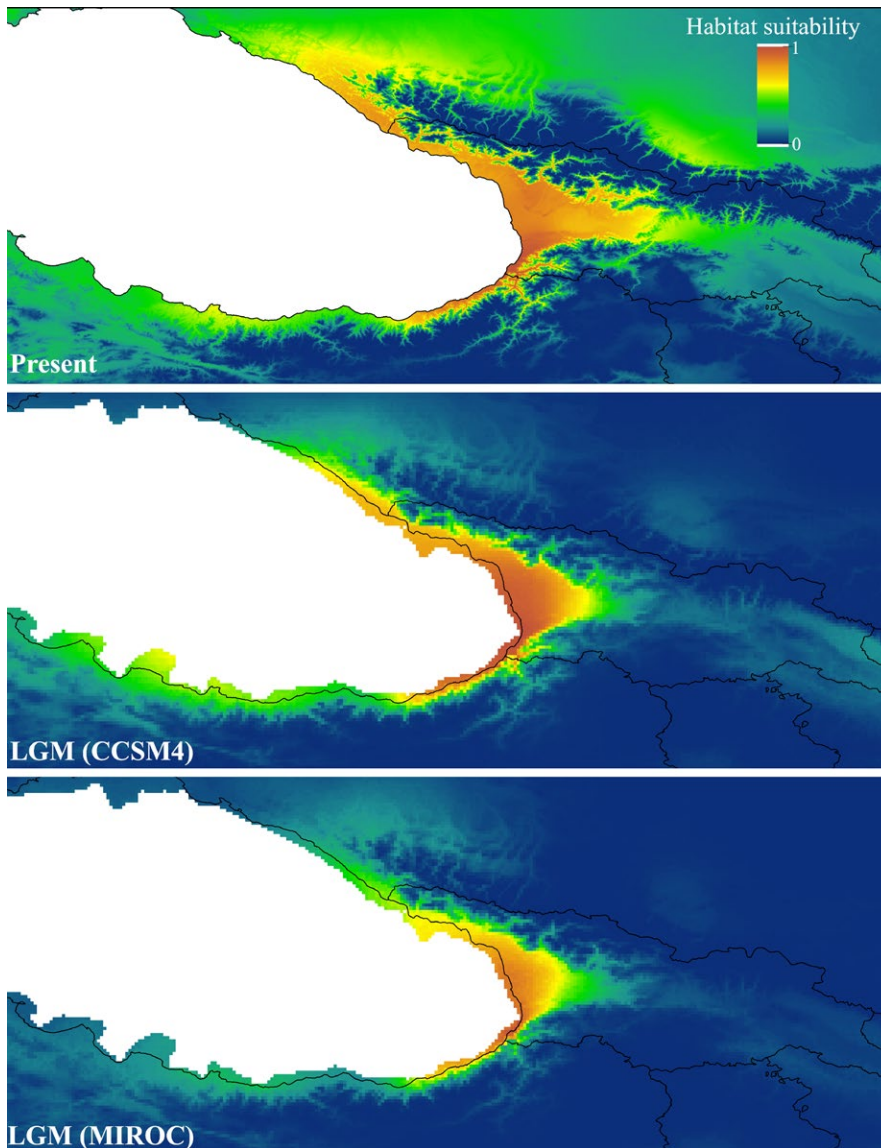 Habitat suitability
1
0
Present
LGM (CCSM4)
LGM (MIROC)